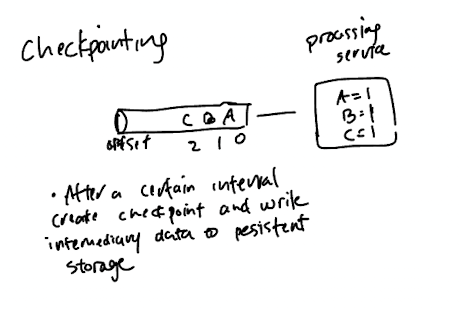 Checkpointing
processing
service
C B A
offset 2 1 0
A=1
B=1
C=1
• After a certain interval
create checkpoint and write
intermediary data to pesistent
storage